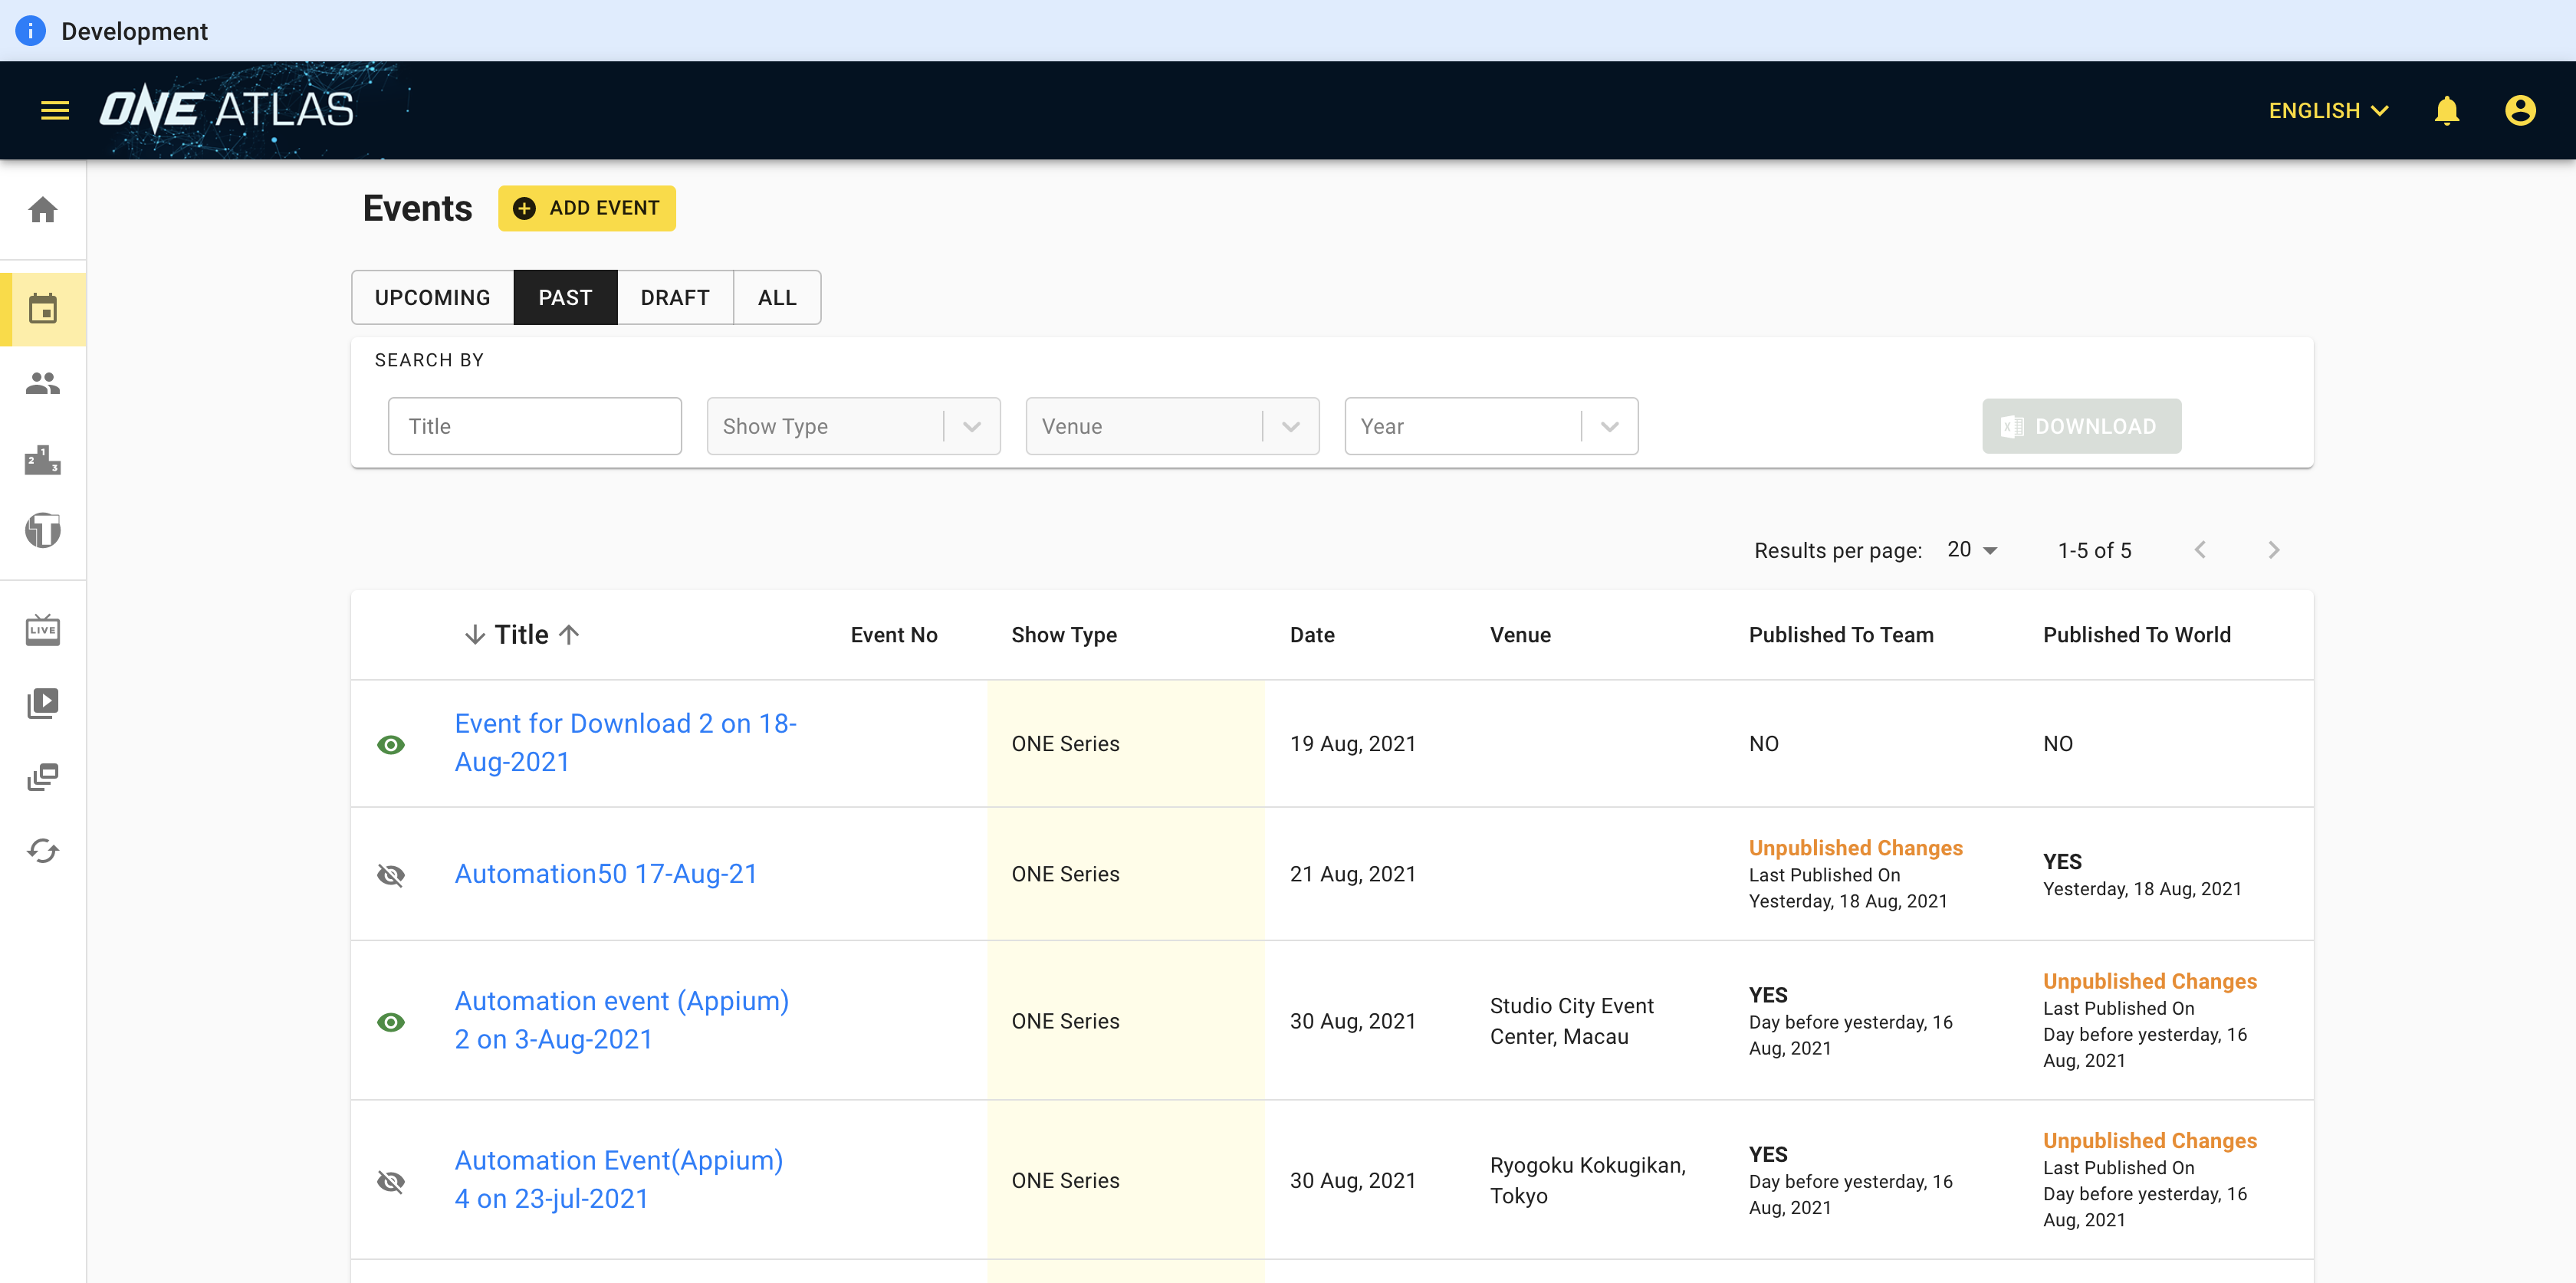 Development
ONE ATLAS
ENGLISH
Events
ADD EVENT
UPCOMING
PAST
DRAFT
ALL
SEARCH BY
Title
Show Type
Venue
Year
DOWNLOAD
Results per page: 20
1-5 of 5
Title
Event No
Show Type
Date
Venue
Published To Team
Published To World
Event for Download 2 on 18-
Aug-2021
ONE Series
19 Aug, 2021
NO
NO
Automation50 17-Aug-21
ONE Series
21 Aug, 2021
Unpublished Changes
Last Published On
Yesterday, 18 Aug, 2021
YES
Yesterday, 18 Aug, 2021
Automation event (Appium)
2 on 3-Aug-2021
ONE Series
30 Aug, 2021
Studio City Event
Center, Macau
YES
Day before yesterday, 16
Aug, 2021
Unpublished Changes
Last Published On
Day before yesterday, 16
Aug, 2021
Automation Event(Appium)
4 on 23-jul-2021
ONE Series
30 Aug, 2021
Ryogoku Kokugikan,
Tokyo
YES
Day before yesterday, 16
Aug, 2021
Unpublished Changes
Last Published On
Day before yesterday, 16
Aug, 2021
2 1 3
LIVE